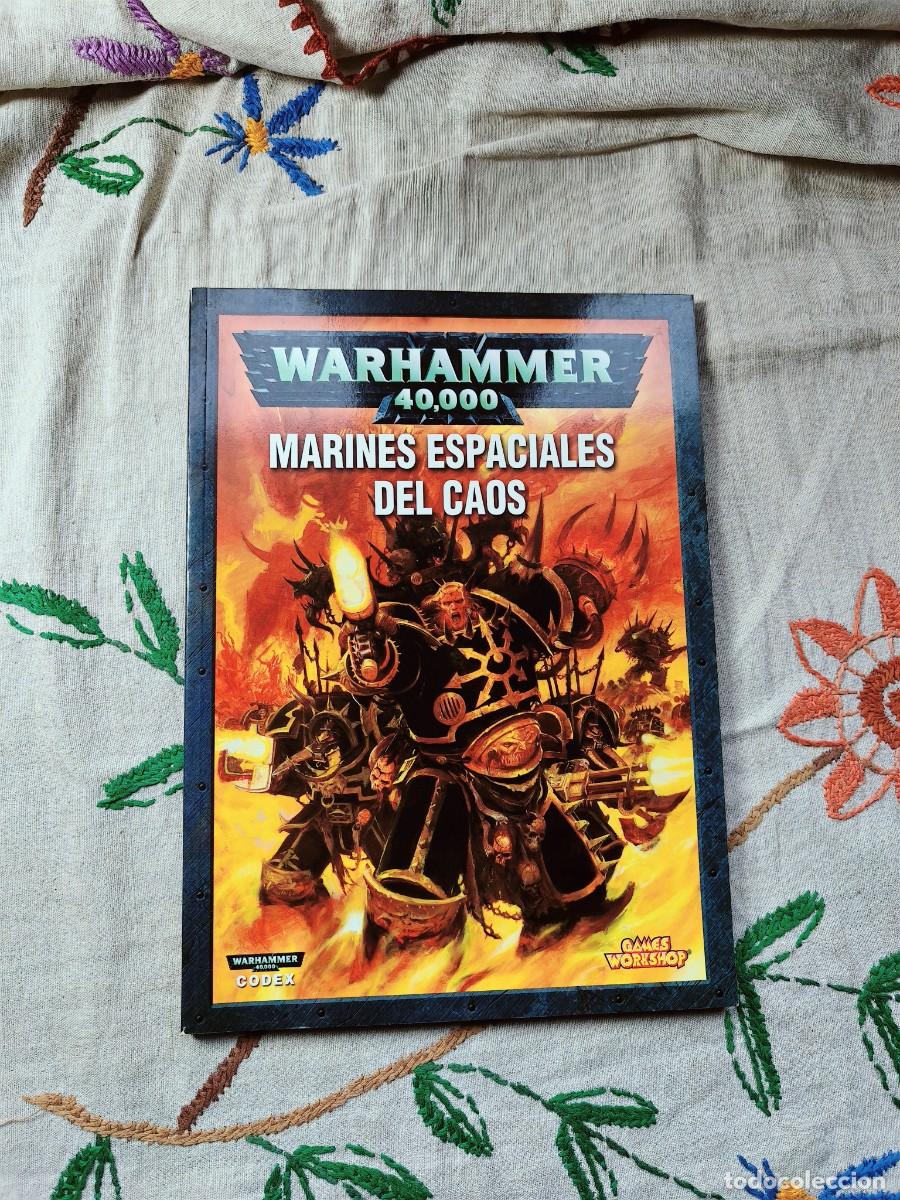 WARHAMMER
40,000
MARINES ESPACIALES
DEL CAOS
WARHAMMER
40,000
CODEX
GAMES
WORKSHOP®
todocoleccion